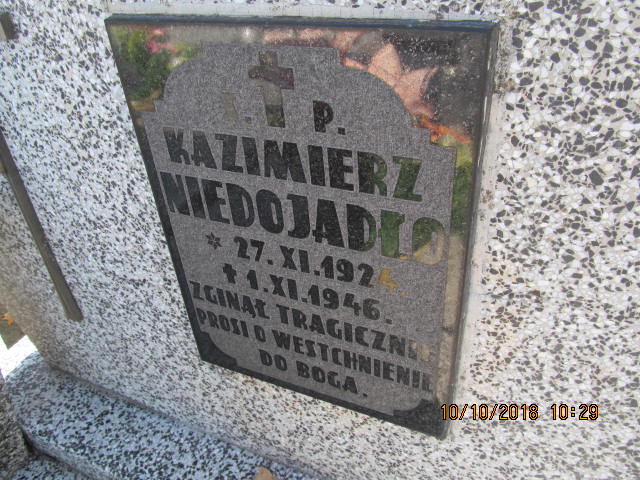 Ś. P.
KAZIMIERZ
NIEDOJADŁO
* 27. XI. 1924.
✝ 1. XI. 1946.
ZGINĄŁ TRAGICZNIE
PROSI O WESTCHNIENIE
DO BOGA.
10/10/2018 10:29